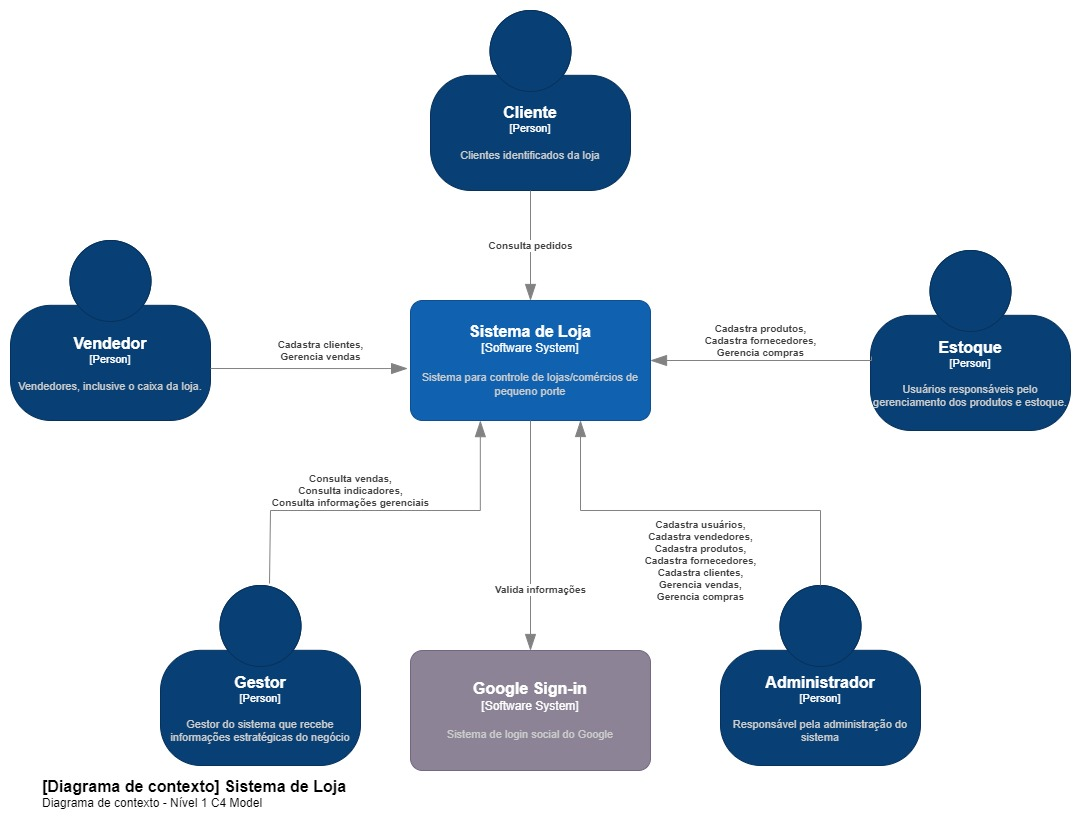 Cliente
[Person]
Clientes identificados da loja
Consulta pedidos
Vendedor
[Person]
Vendedores, inclusive o caixa da loja.
Cadastra clientes,
Gerencia vendas
Sistema de Loja
[Software System]
Sistema para controle de lojas/comércios de
pequeno porte
Cadastra produtos,
Cadastra fornecedores,
Gerencia compras
Estoque
[Person]
Usuários responsáveis pelo
gerenciamento dos produtos e estoque.
Consulta vendas,
Consulta indicadores,
Consulta informações gerenciais
Valida informações
Cadastra usuários,
Cadastra vendedores,
Cadastra produtos,
Cadastra fornecedores,
Cadastra clientes,
Gerencia vendas,
Gerencia compras
Gestor
[Person]
Gestor do sistema que recebe
informações estratégicas do negócio
Google Sign-in
[Software System]
Sistema de login social do Google
Administrador
[Person]
Responsável pela administração do
sistema
[Diagrama de contexto] Sistema de Loja
Diagrama de contexto - Nível 1 C4 Model